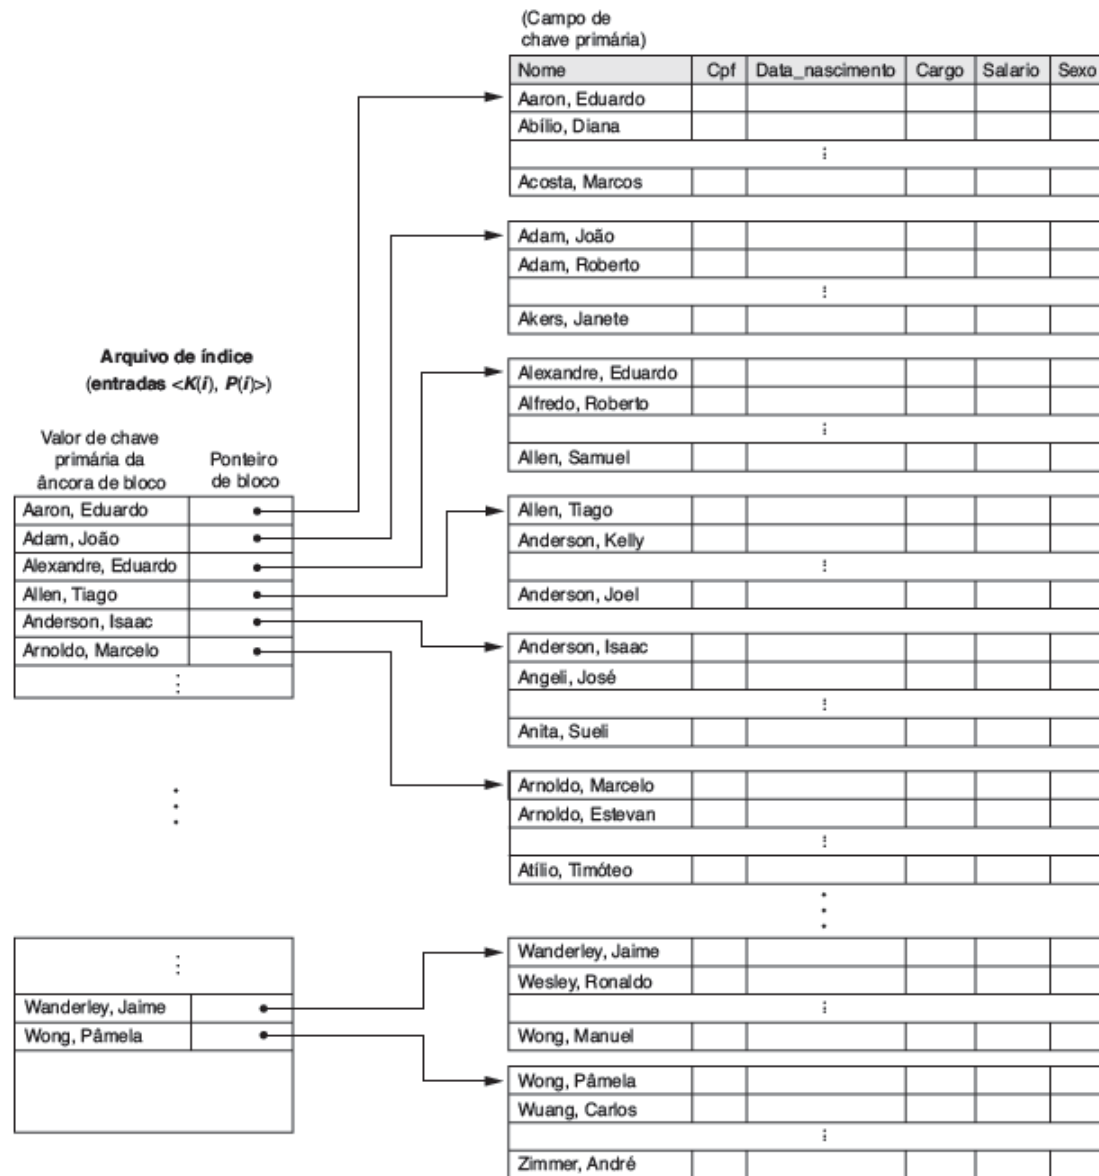 (Campo de
chave primária)
Nome Cpf Data_nascimento Cargo Salario Sexo
Aaron, Eduardo
Abílio, Diana
Acosta, Marcos
Adam, João
Adam, Roberto
Akers, Janete
Alexandre, Eduardo
Alfredo, Roberto
Allen, Samuel
Allen, Tiago
Anderson, Kelly
Anderson, Joel
Anderson, Isaac
Angeli, José
Anita, Sueli
Arnoldo, Marcelo
Arnoldo, Estevan
Atílio, Timóteo
Wanderley, Jaime
Wesley, Ronaldo
Wong, Manuel
Wong, Pâmela
Wuang, Carlos
Zimmer, André
Arquivo de índice
(entradas <K(i), P(i)>)
Valor de chave
primária da
âncora de bloco
Ponteiro
de bloco
Aaron, Eduardo
Adam, João
Alexandre, Eduardo
Allen, Tiago
Anderson, Isaac
Arnoldo, Marcelo
Wanderley, Jaime
Wong, Pâmela